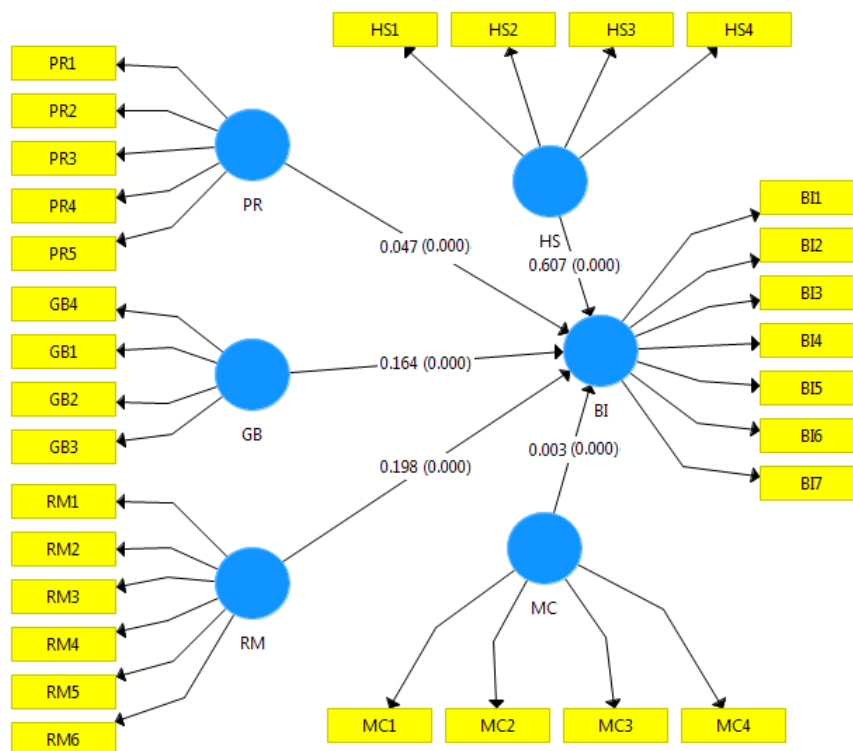 HS1
HS2
HS3
HS4
PR1
PR2
PR3
PR4
PR5
PR
HS
0.047 (0.000)
0.607 (0.000)
BI1
BI2
BI3
BI4
BI5
BI6
BI7
BI
GB4
GB1
GB2
GB3
GB
0.164 (0.000)
0.198 (0.000)
0.003 (0.000)
RM1
RM2
RM3
RM4
RM5
RM6
RM
MC
MC1
MC2
MC3
MC4